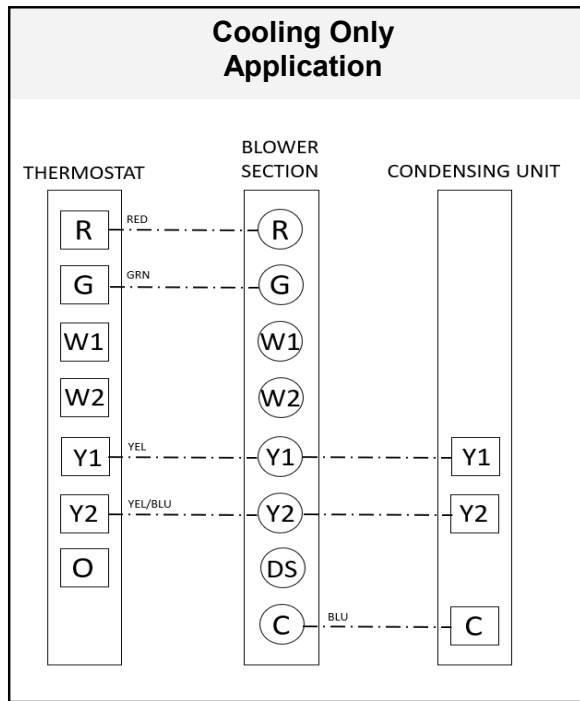 Cooling Only
Application
BLOWER
THERMOSTAT SECTION CONDENSING UNIT
R RED R
G GRN G
W1 W1
W2 W2
Y1 YEL Y1 Y1
Y2 YEL/BLU Y2 Y2
O DS
C BLU C